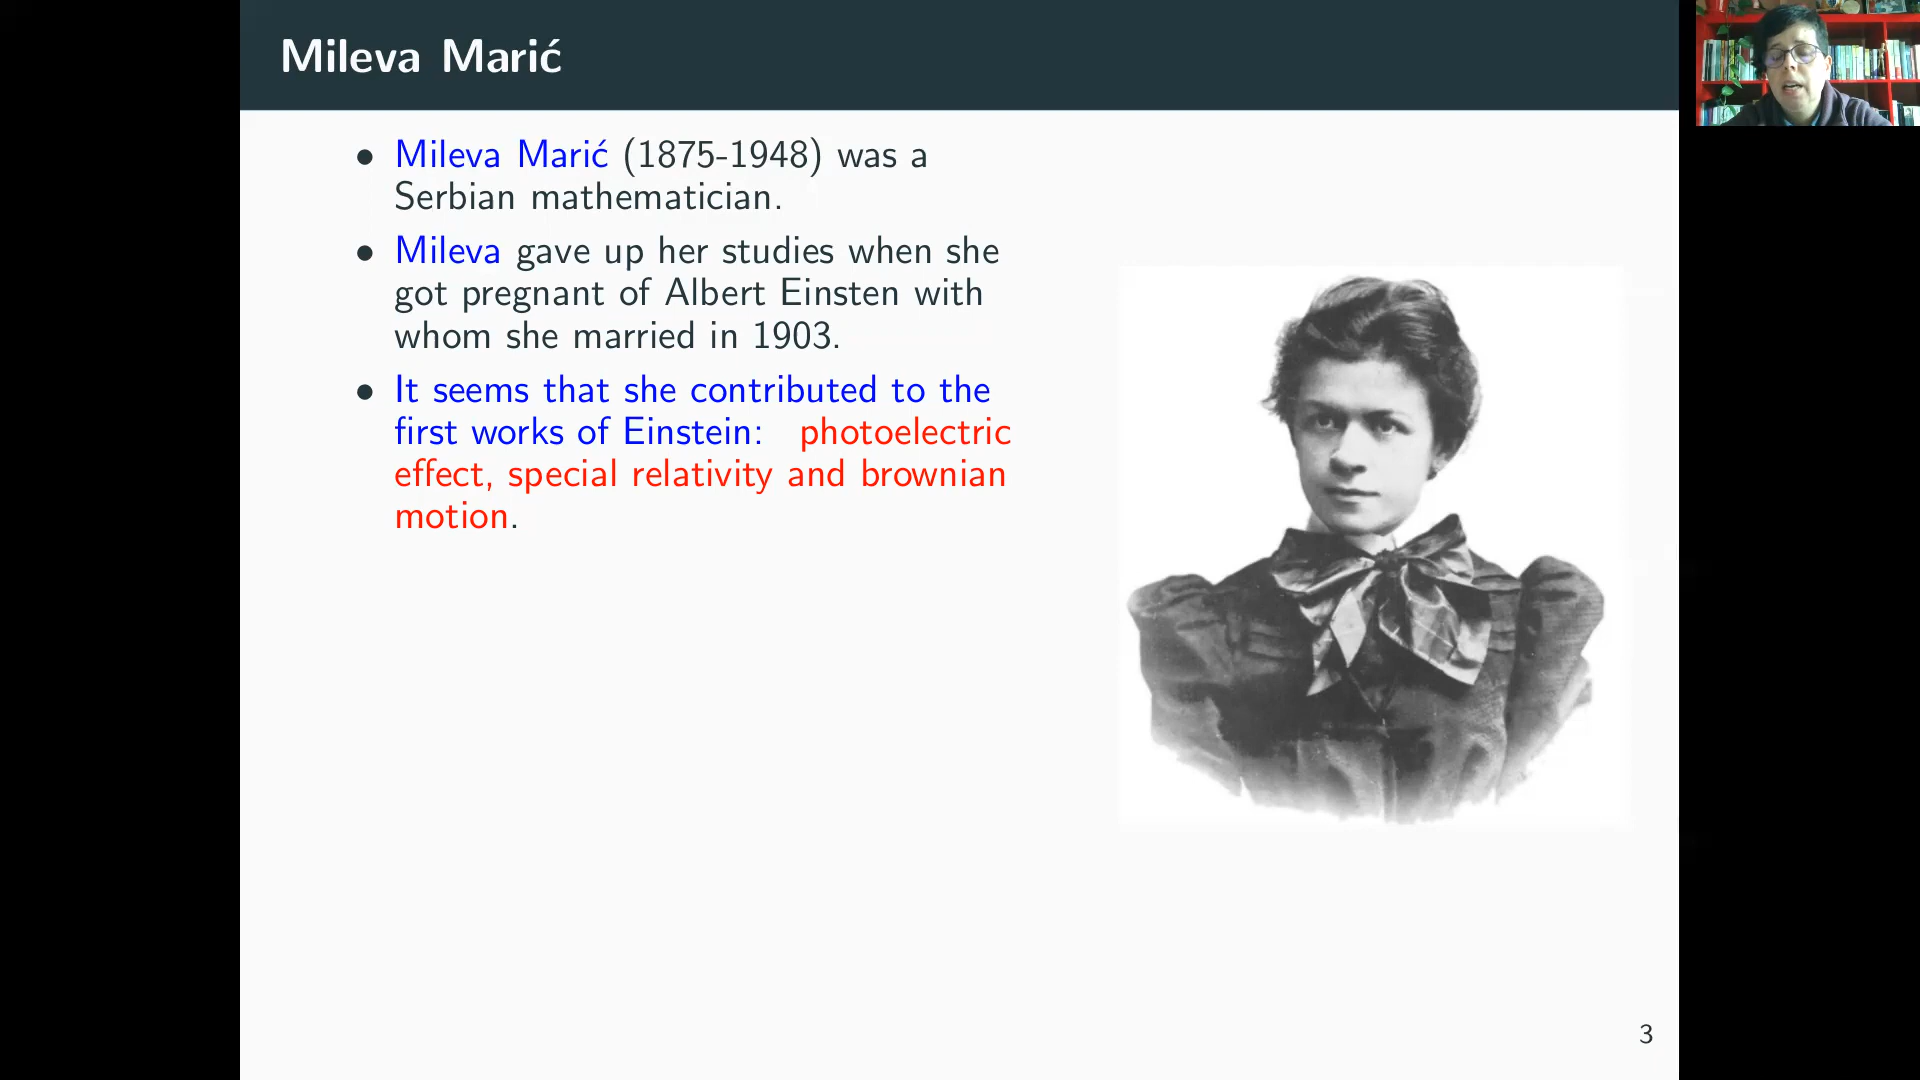 Mileva Marić
• Mileva Marić (1875-1948) was a
Serbian mathematician.
• Mileva gave up her studies when she
got pregnant of Albert Einsten with
whom she married in 1903.
• It seems that she contributed to the
first works of Einstein: photoelectric
effect, special relativity and brownian
motion.
3